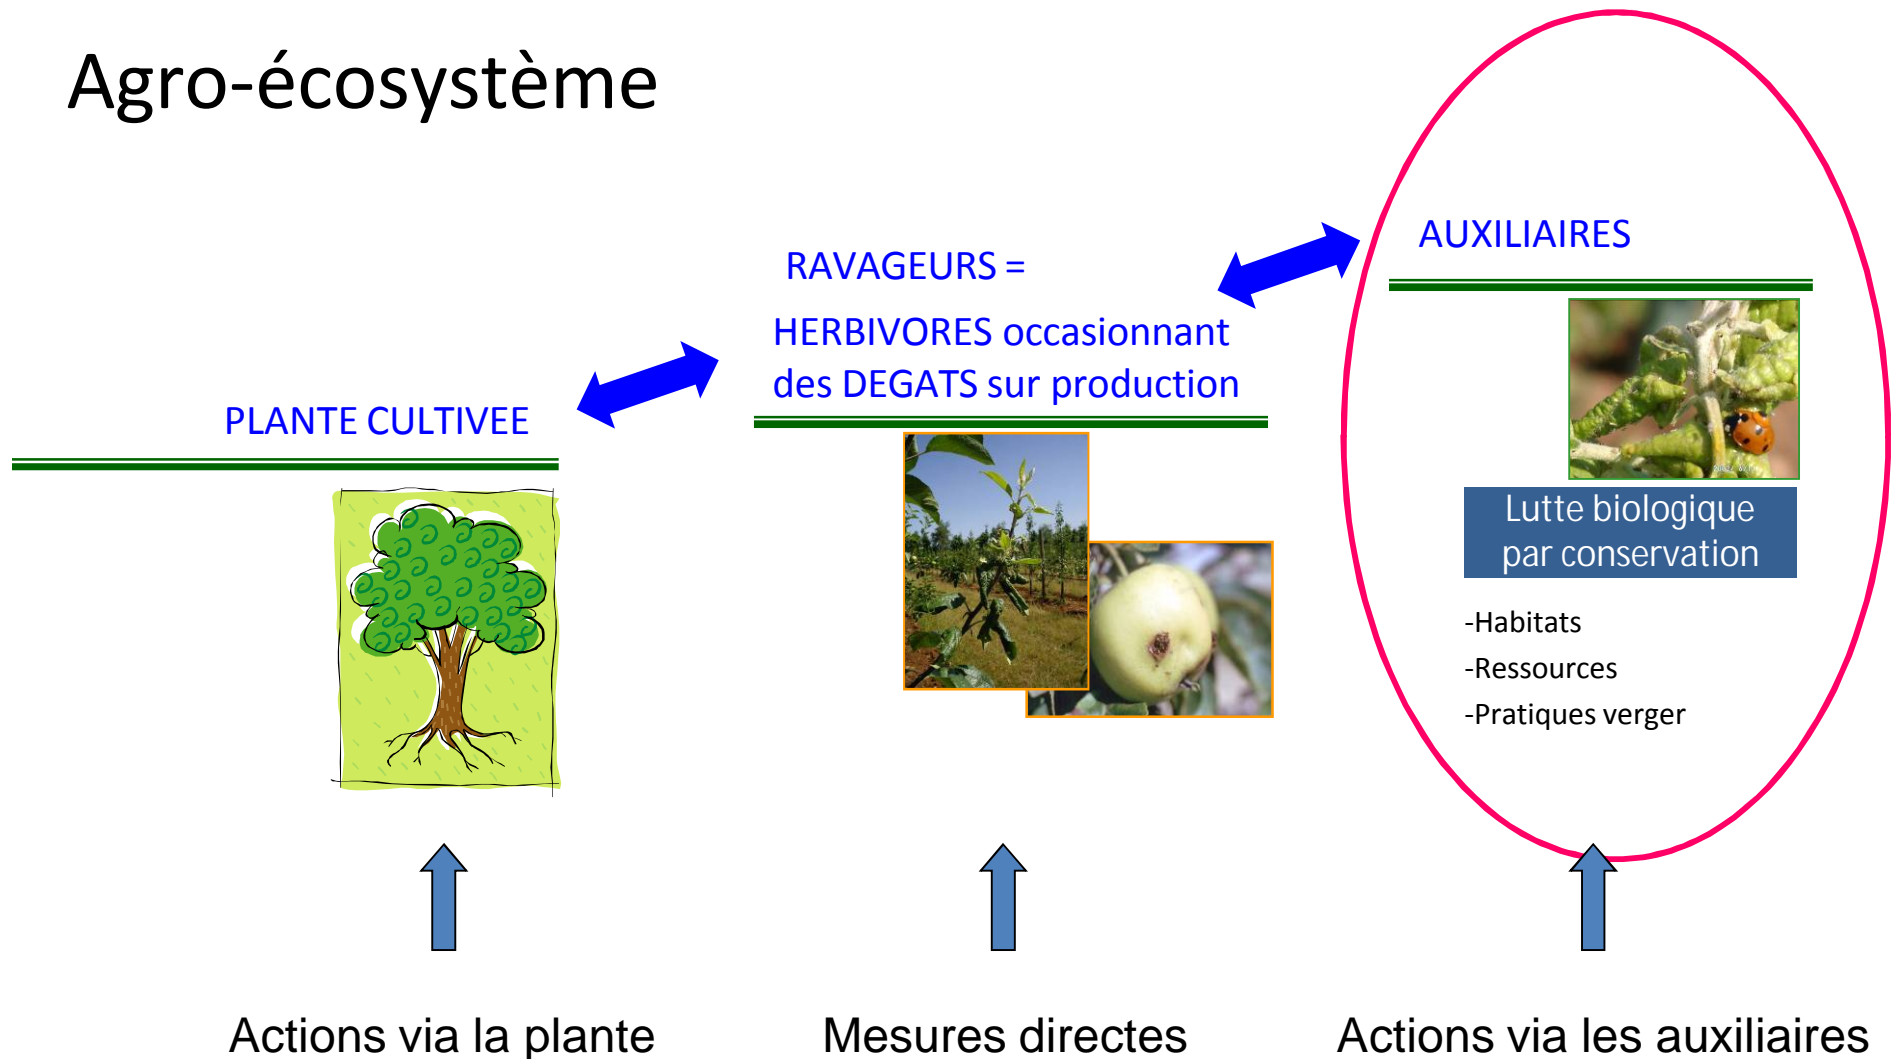 Agro-écosystème
PLANTE CULTIVEE
RAVAGEURS =
HERBIVORES occasionnant
des DEGATS sur production
AUXILIAIRES
Lutte biologique
par conservation
-Habitats
-Ressources
-Pratiques verger
Actions via la plante
Mesures directes
Actions via les auxiliaires